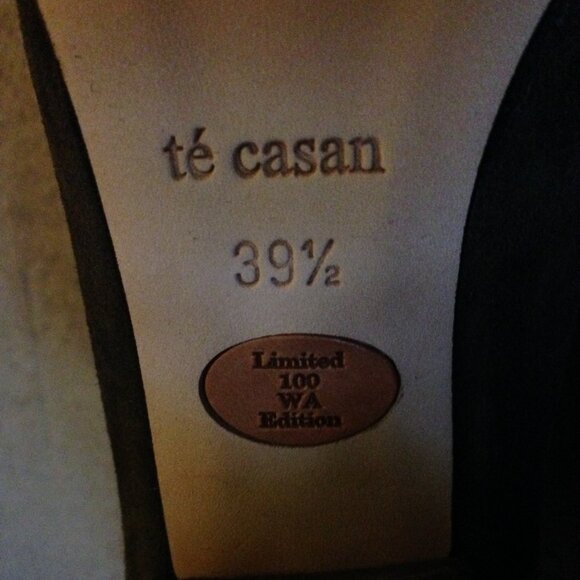 té casan
39½
Limited
100
WA
Edition